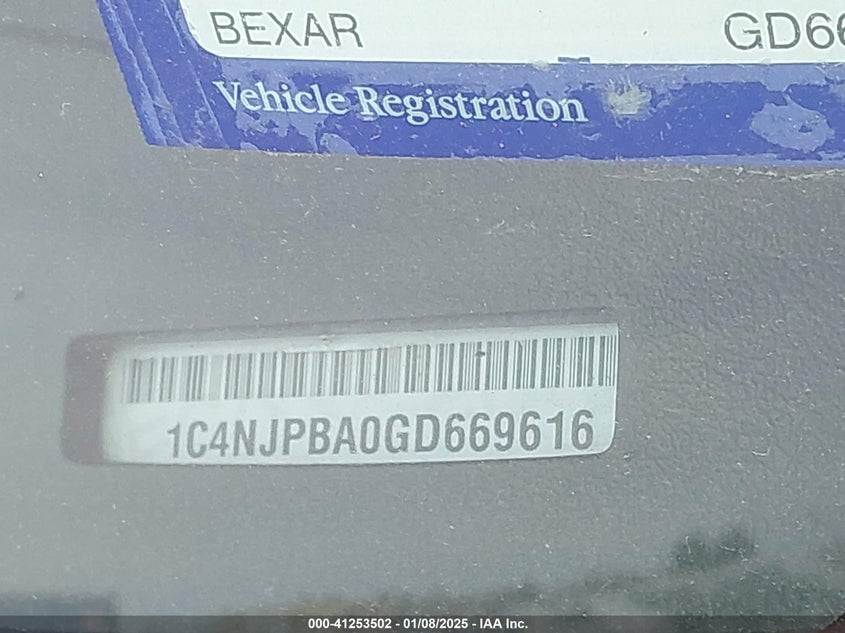 BEXAR GD66
Vehicle Registration
1C4NJPBA0GD669616
000-41253502 - 01/08/2025 - IAA Inc.